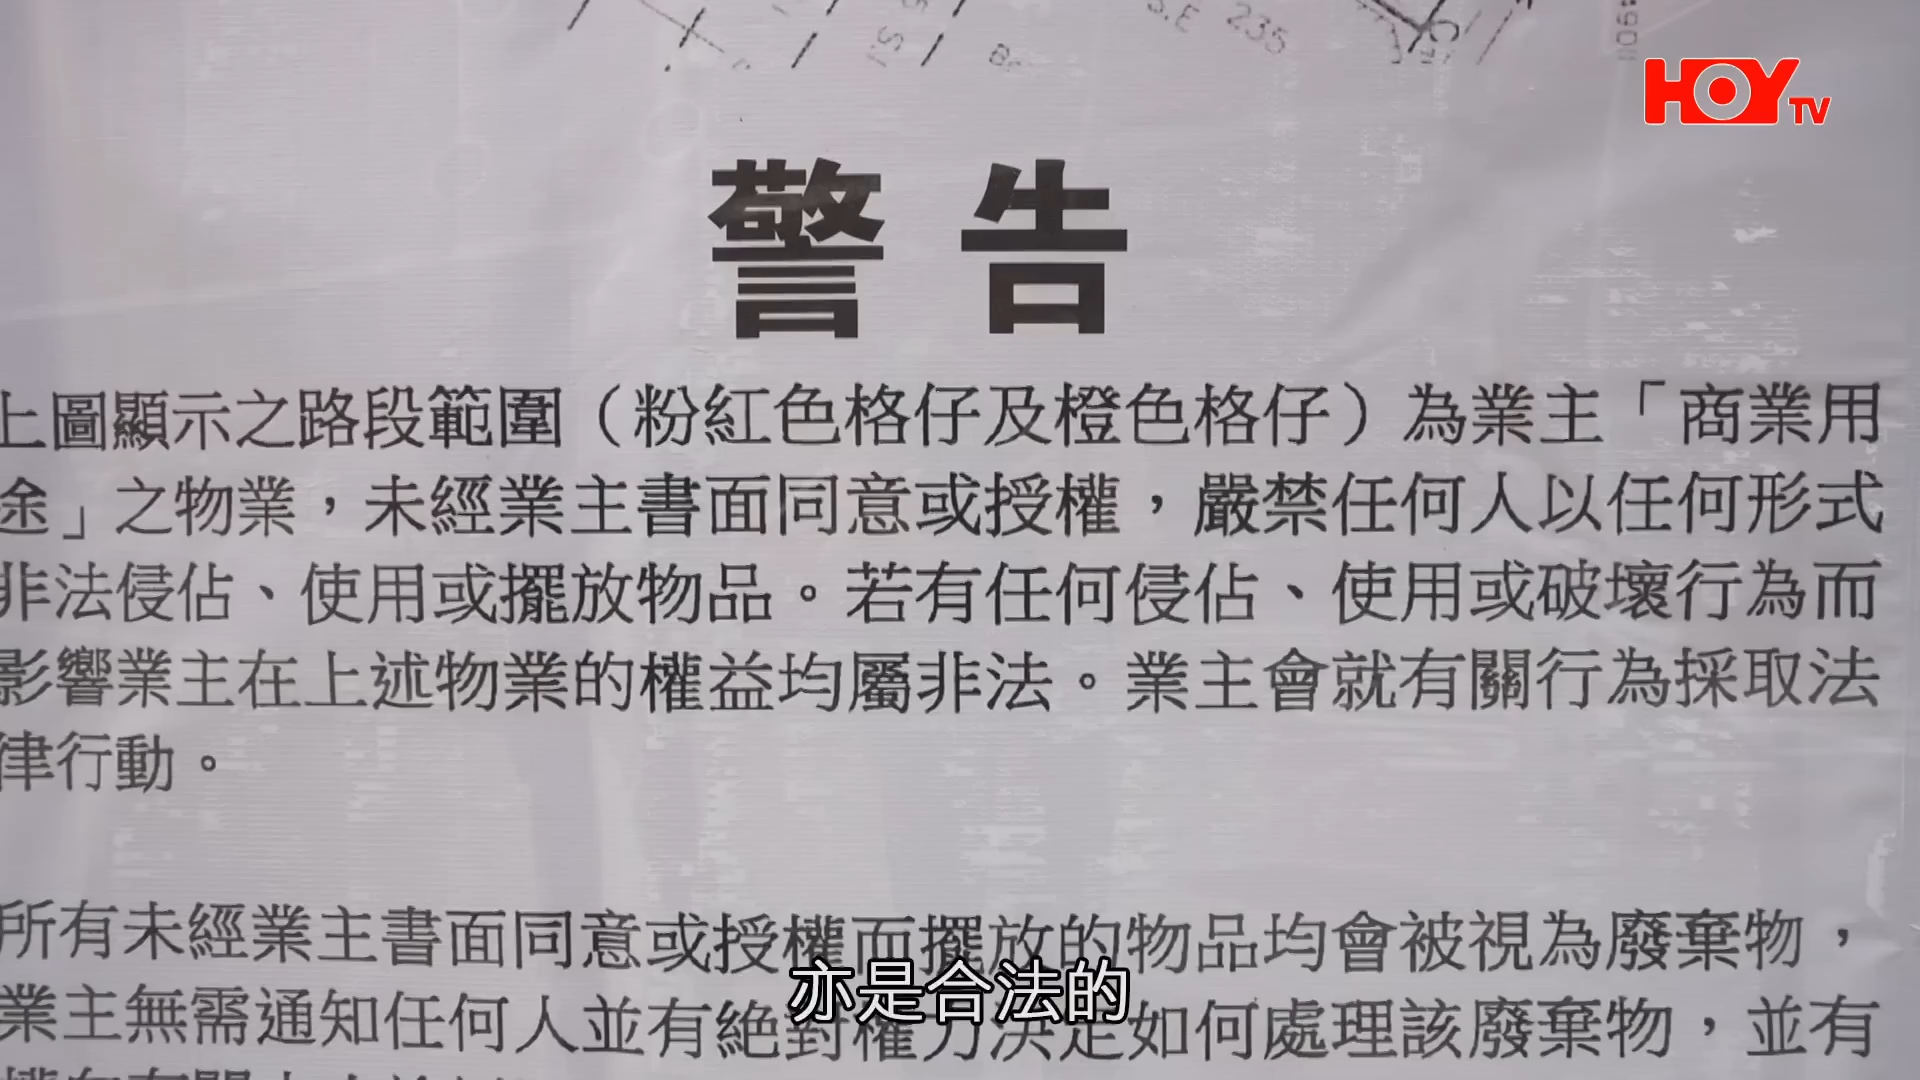 S.E 235
HOY TV
警告
上圖顯示之路段範圍（粉紅色格仔及橙色格仔）為業主「商業用
途」之物業，未經業主書面同意或授權，嚴禁任何人以任何形式
非法侵佔、使用或擺放物品。若有任何侵佔、使用或破壞行為而
影響業主在上述物業的權益均屬非法。業主會就有關行為採取法
律行動。
所有未經業主書面同意或授權而擺放的物品均會被視為廢棄物，
亦是合法的
業主無需通知任何人並有絕對權力決定如何處理該廢棄物，並有